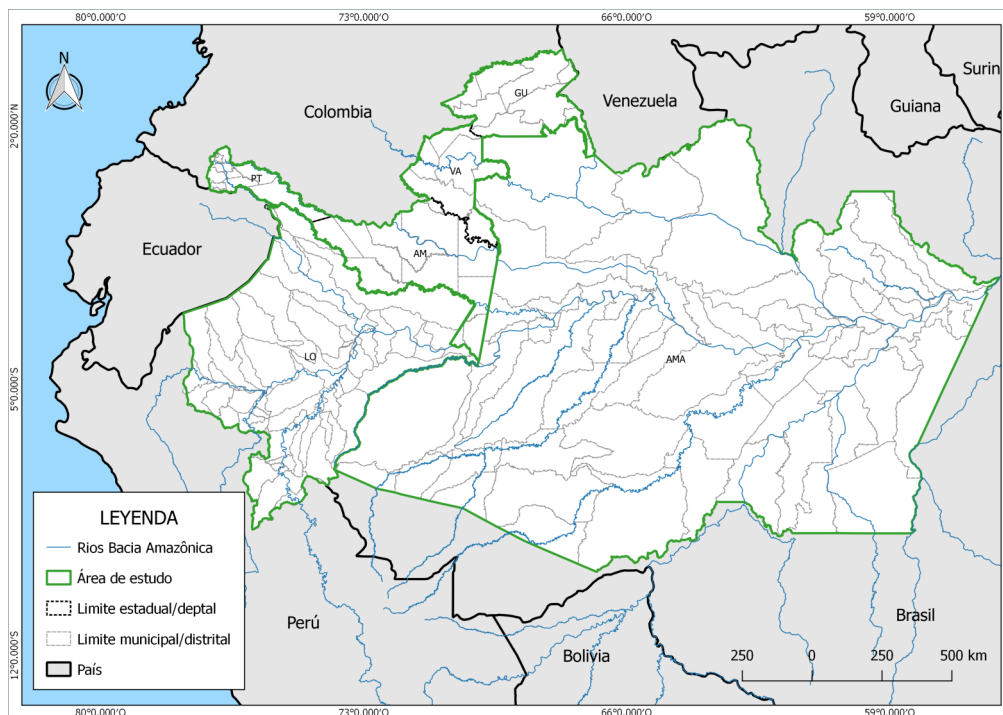 80°0.000'O 73°0.000'O 66°0.000'O 59°0.000'O
N
Surin
Guiana
Venezuela
Colombia
GU
2°0.000'N
VA
PT
Ecuador
AM
LO
AMA
5°0.000'S
LEYENDA
Rios Bacia Amazônica
Área de estudo
Limite estadual/deptal
Limite municipal/distrital
País
Perú
Brasil
Bolivia
12°0.000'S
250 0 250 500 km
80°0.000'O 73°0.000'O 66°0.000'O 59°0.000'O